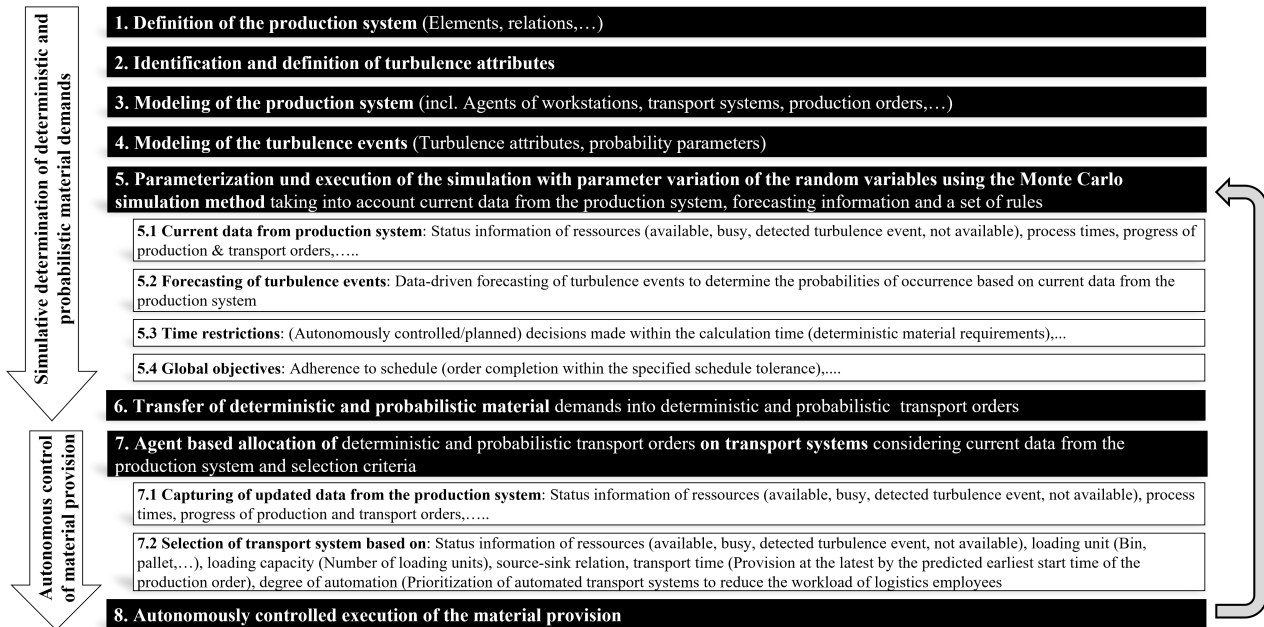 Simulative determination of deterministic and
probabilistic material demands
1. Definition of the production system (Elements, relations,…)
2. Identification and definition of turbulence attributes
3. Modeling of the production system (incl. Agents of workstations, transport systems, production orders,…)
4. Modeling of the turbulence events (Turbulence attributes, probability parameters)
5. Parameterization und execution of the simulation with parameter variation of the random variables using the Monte Carlo
simulation method taking into account current data from the production system, forecasting information and a set of rules
5.1 Current data from production system: Status information of ressources (available, busy, detected turbulence event, not available), process times, progress of
production & transport orders,…..
5.2 Forecasting of turbulence events: Data-driven forecasting of turbulence events to determine the probabilities of occurrence based on current data from the
production system
5.3 Time restrictions: (Autonomously controlled/planned) decisions made within the calculation time (deterministic material requirements),...
5.4 Global objectives: Adherence to schedule (order completion within the specified schedule tolerance),....
6. Transfer of deterministic and probabilistic material demands into deterministic and probabilistic transport orders
Autonomous control
of material provision
7. Agent based allocation of deterministic and probabilistic transport orders on transport systems considering current data from the
production system and selection criteria
7.1 Capturing of updated data from the production system: Status information of ressources (available, busy, detected turbulence event, not available), process
times, progress of production and transport orders,…..
7.2 Selection of transport system based on: Status information of ressources (available, busy, detected turbulence event, not available), loading unit (Bin,
pallet,…), loading capacity (Number of loading units), source-sink relation, transport time (Provision at the latest by the predicted earliest start time of the
production order), degree of automation (Prioritization of automated transport systems to reduce the workload of logistics employees
8. Autonomously controlled execution of the material provision